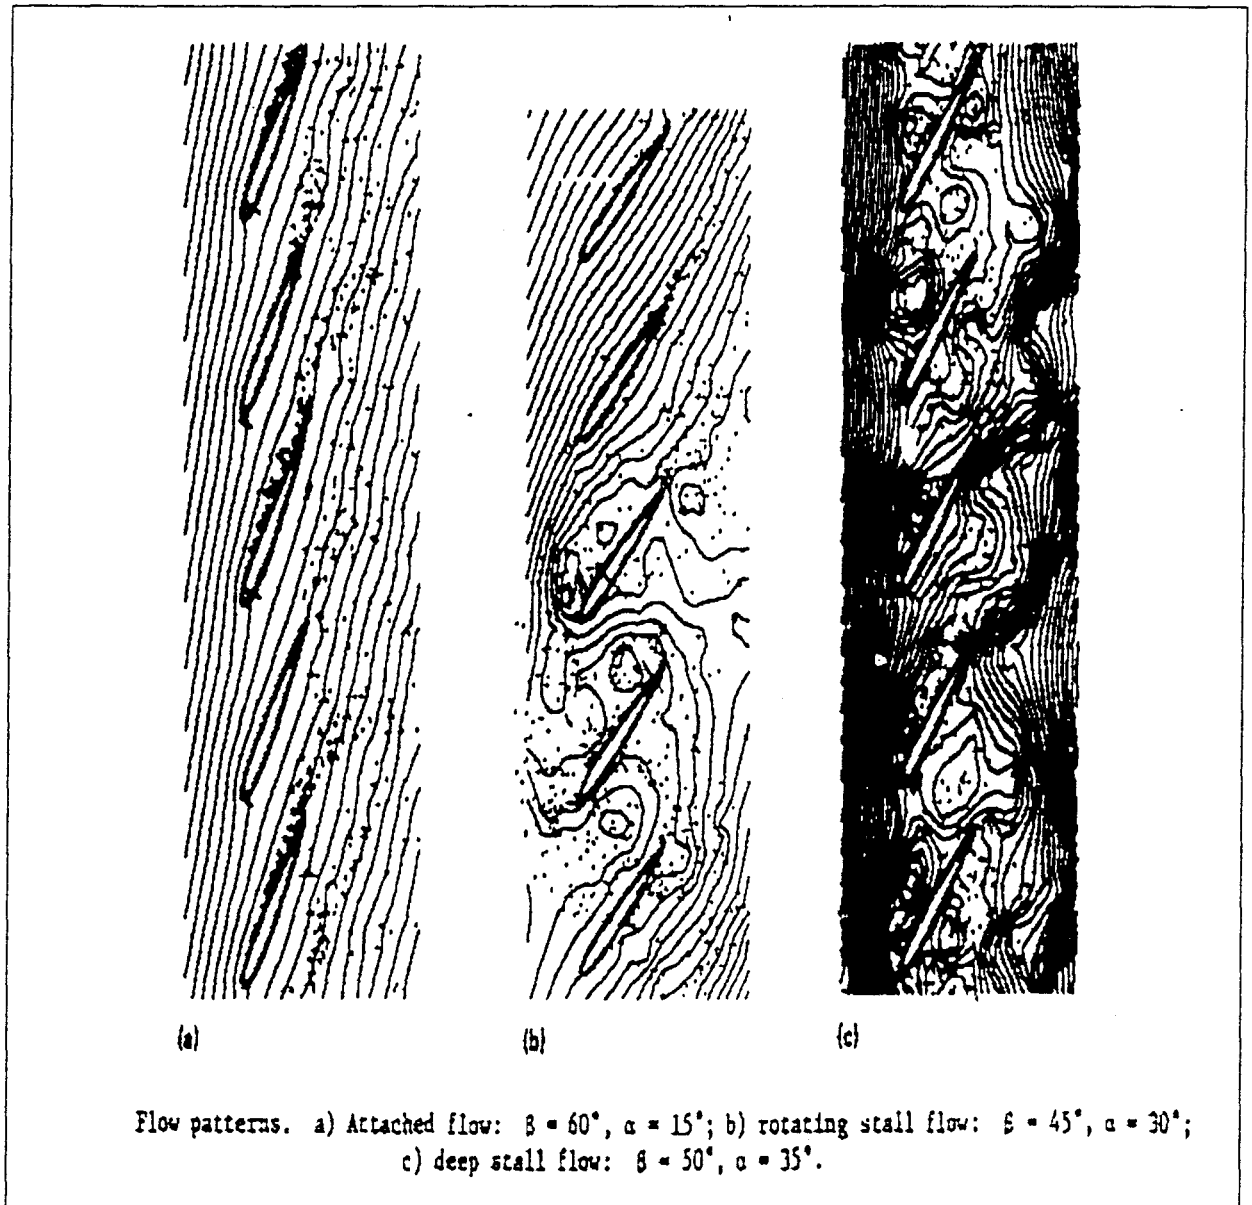 (a)
(b)
(c)
Flow patterns. a) Attached flow: β = 60°, α = 15°; b) rotating stall flow: β = 45°, α = 30°;
c) deep stall flow: β = 50°, α = 35°.